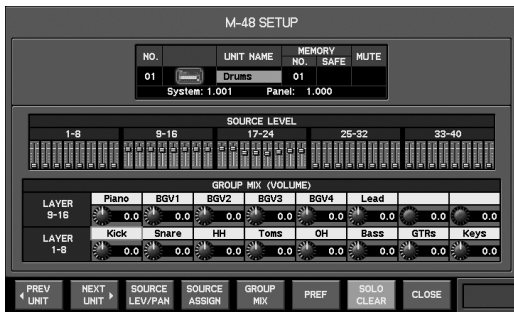 M-48 SETUP
NO. UNIT NAME MEMORY NO. SAFE MUTE
01 Drums 01
System: 1.001 Panel: 1.000
SOURCE LEVEL
1-8 9-16 17-24 25-32 33-40
GROUP MIX (VOLUME)
LAYER 9-16
Piano BGV1 BGV2 BGV3 BGV4 Lead
0.0 0.0 0.0 0.0 0.0 0.0 0.0 0.0
LAYER 1-8
Kick Snare HH Toms OH Bass GTRs Keys
0.0 0.0 0.0 0.0 0.0 0.0 0.0 0.0
PREV UNIT NEXT UNIT SOURCE LEV/PAN SOURCE ASSIGN GROUP MIX PREF SOLO CLEAR CLOSE